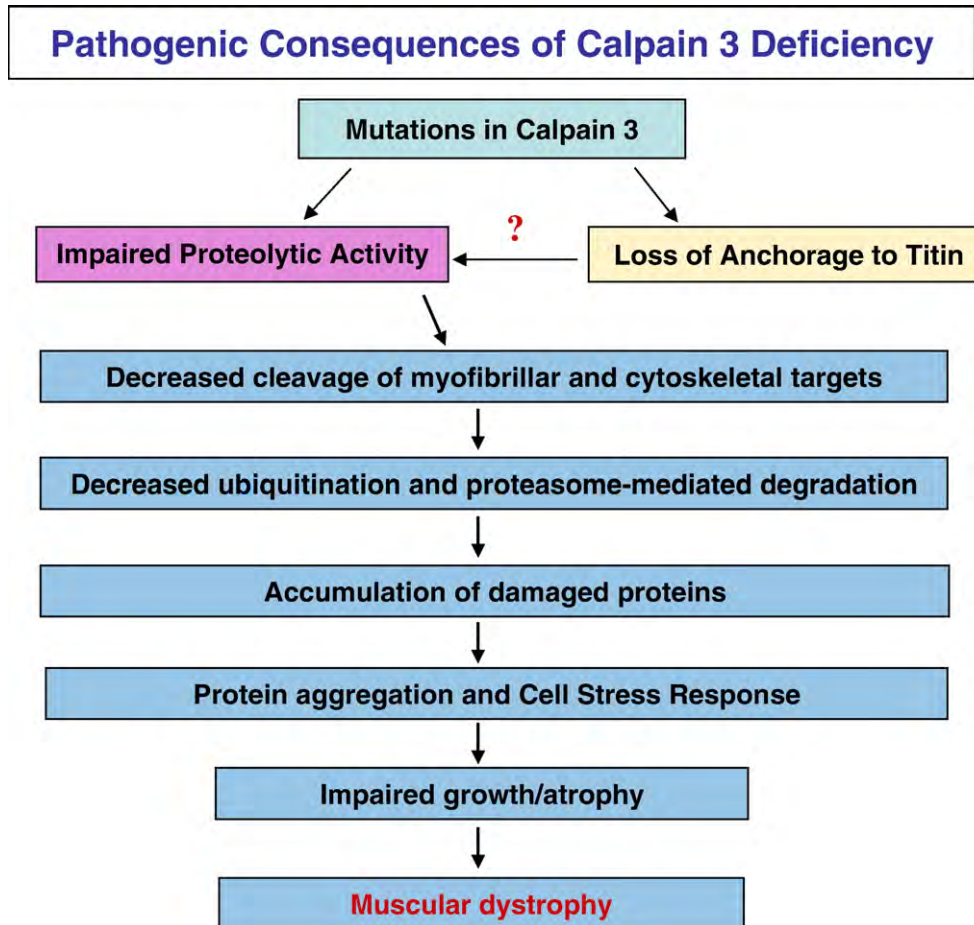 Pathogenic Consequences of Calpain 3 Deficiency
Mutations in Calpain 3
?
Impaired Proteolytic Activity
Loss of Anchorage to Titin
Decreased cleavage of myofibrillar and cytoskeletal targets
Decreased ubiquitination and proteasome-mediated degradation
Accumulation of damaged proteins
Protein aggregation and Cell Stress Response
Impaired growth/atrophy
Muscular dystrophy